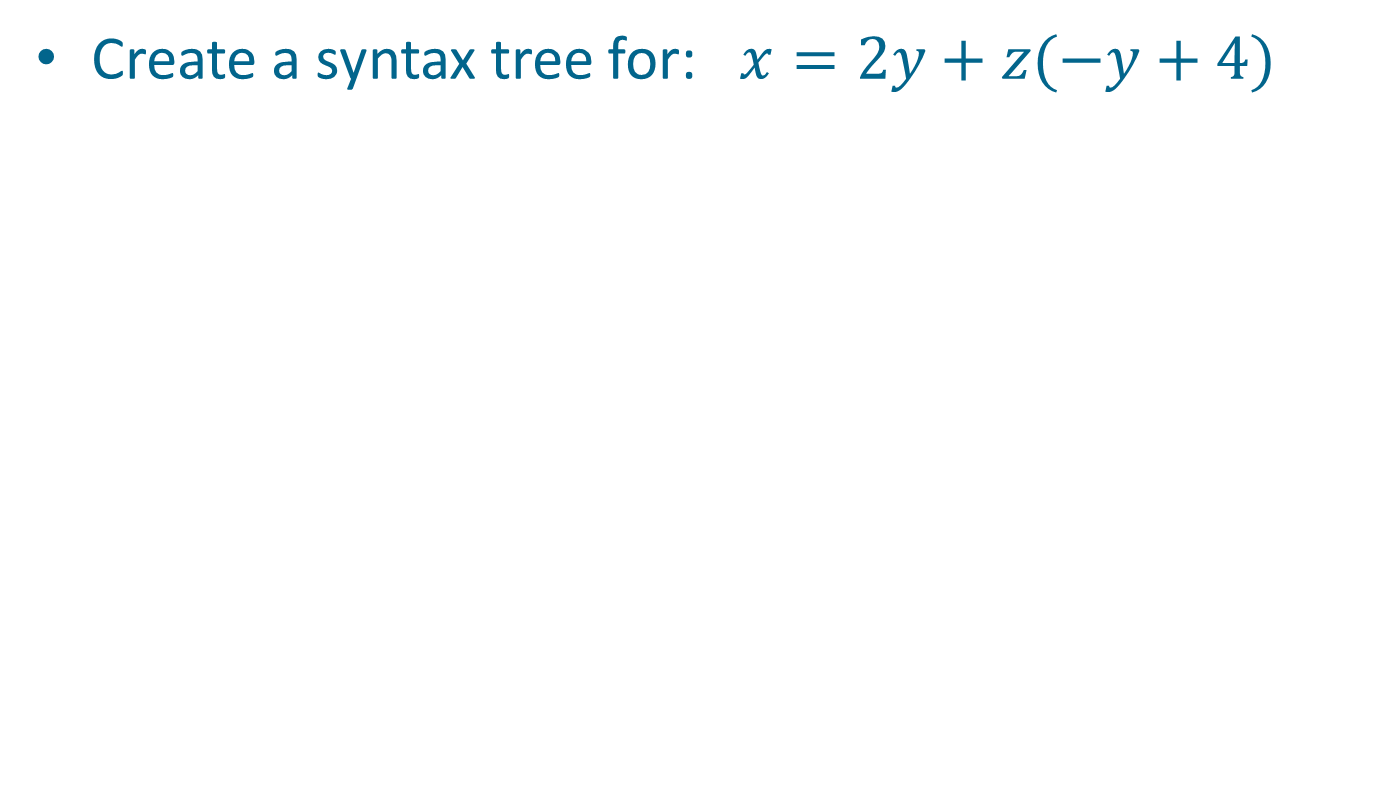 • Create a syntax tree for: 𝑥 = 2𝑦 + 𝑧(−𝑦 + 4)